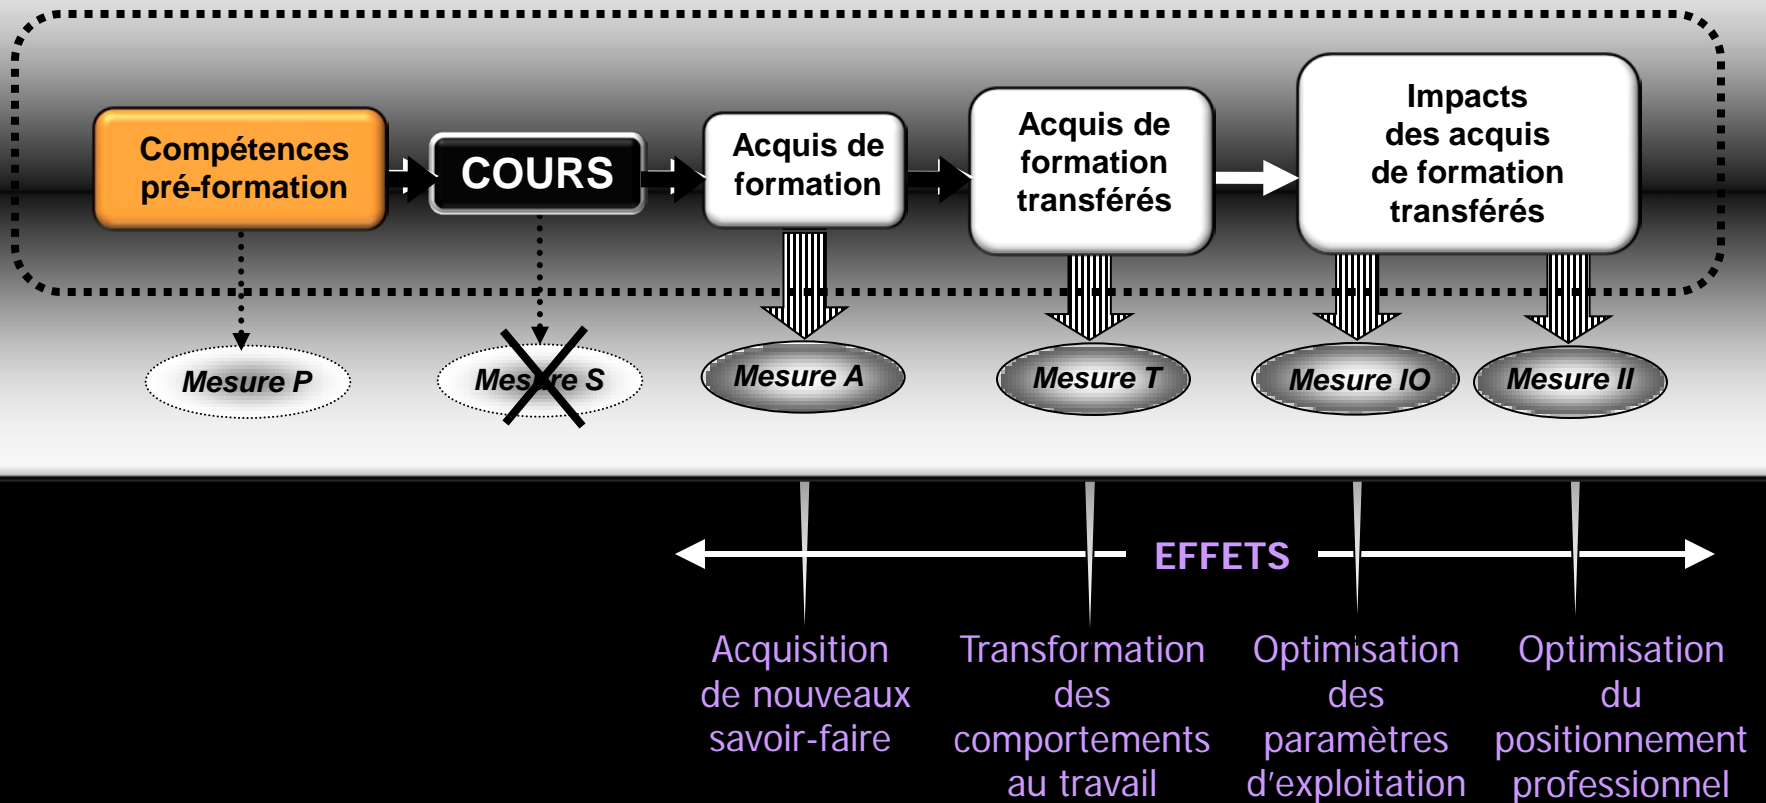 Compétences
pré-formation
COURS
Acquis de
formation
Acquis de
formation
transférés
Impacts
des acquis
de formation
transférés
Mesure P
Mesure S
Mesure A
Mesure T
Mesure IO
Mesure II
EFFETS
Acquisition
de nouveaux
savoir-faire
Transformation
des
comportements
au travail
Optimisation
des
paramètres
d'exploitation
Optimisation
du
positionnement
professionnel